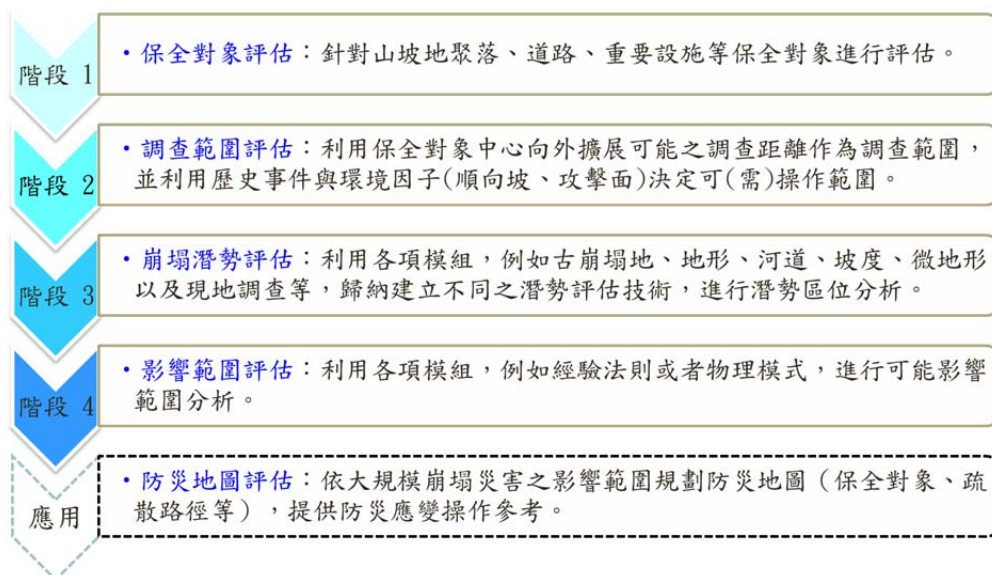 階段 1
・保全對象評估：針對山坡地聚落、道路、重要設施等保全對象進行評估。
階段 2
・調查範圍評估：利用保全對象中心向外擴展可能之調查距離作為調查範圍，
並利用歷史事件與環境因子(順向坡、攻擊面)決定可(需)操作範圍。
階段 3
・崩塌潛勢評估：利用各項模組，例如古崩塌地、地形、河道、坡度、微地形
以及現地調查等，歸納建立不同之潛勢評估技術，進行潛勢區位分析。
階段 4
・影響範圍評估：利用各項模組，例如經驗法則或者物理模式，進行可能影響
範圍分析。
應用
・防災地圖評估：依大規模崩塌災害之影響範圍規劃防災地圖（保全對象、疏
散路徑等），提供防災應變操作參考。